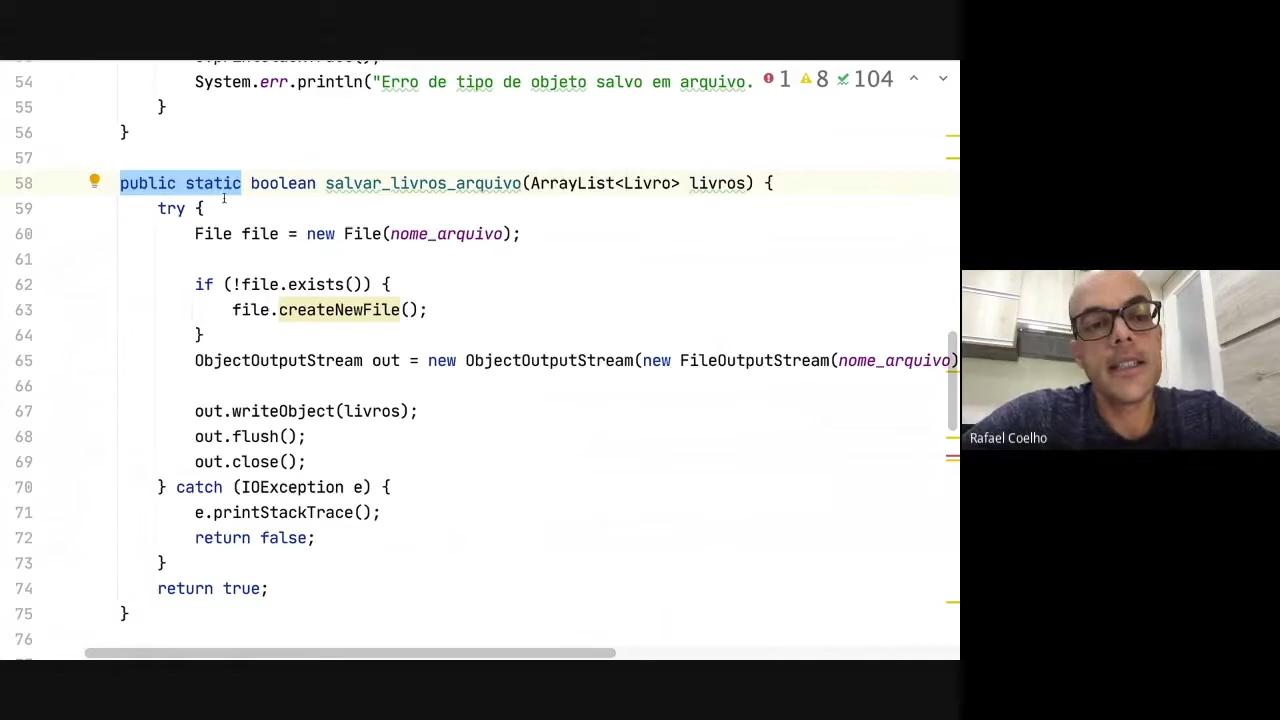 54 System.err.println("Erro de tipo de objeto salvo em arquivo. 1 8 104
55 }
56 }
57
58 public static boolean salvar_livros_arquivo(ArrayList<Livro> livros) {
59 try {
60 File file = new File(nome_arquivo);
61
62 if (!file.exists()) {
63 file.createNewFile();
64 }
65 ObjectOutputStream out = new ObjectOutputStream(new FileOutputStream(nome_arquivo)
66
67 out.writeObject(livros);
68 out.flush();
69 out.close();
70 } catch (IOException e) {
71 e.printStackTrace();
72 return false;
73 }
74 return true;
75 }
76
Rafael Coelho